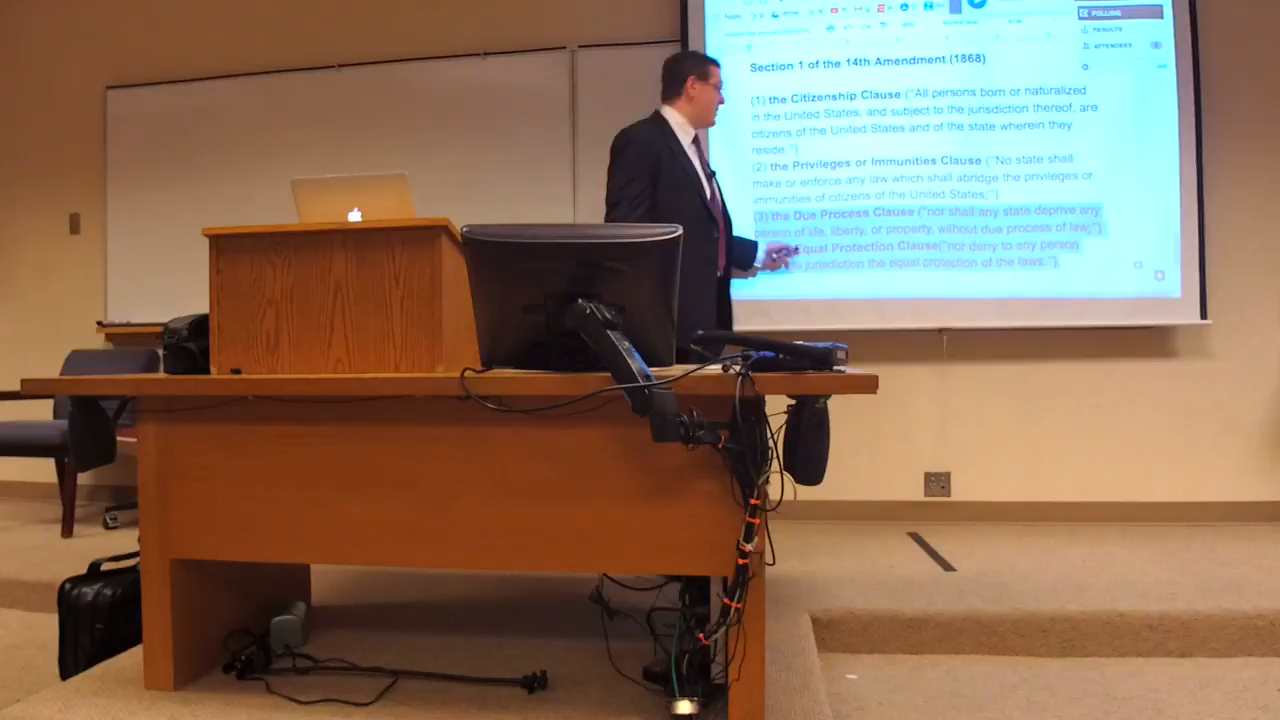 POLLING
RESULTS
ATTENDEES
Section 1 of the 14th Amendment (1868)
(1) the Citizenship Clause ("All persons born or naturalized
in the United States, and subject to the jurisdiction thereof, are
citizens of the United States and of the state wherein they
reside.")
(2) the Privileges or Immunities Clause ("No state shall
make or enforce any law which shall abridge the privileges or
immunities of citizens of the United States;")
(3) the Due Process Clause ("nor shall any state deprive any
person of life, liberty, or property, without due process of law;")
Equal Protection Clause("nor deny to any person
jurisdiction the equal protection of the laws.").